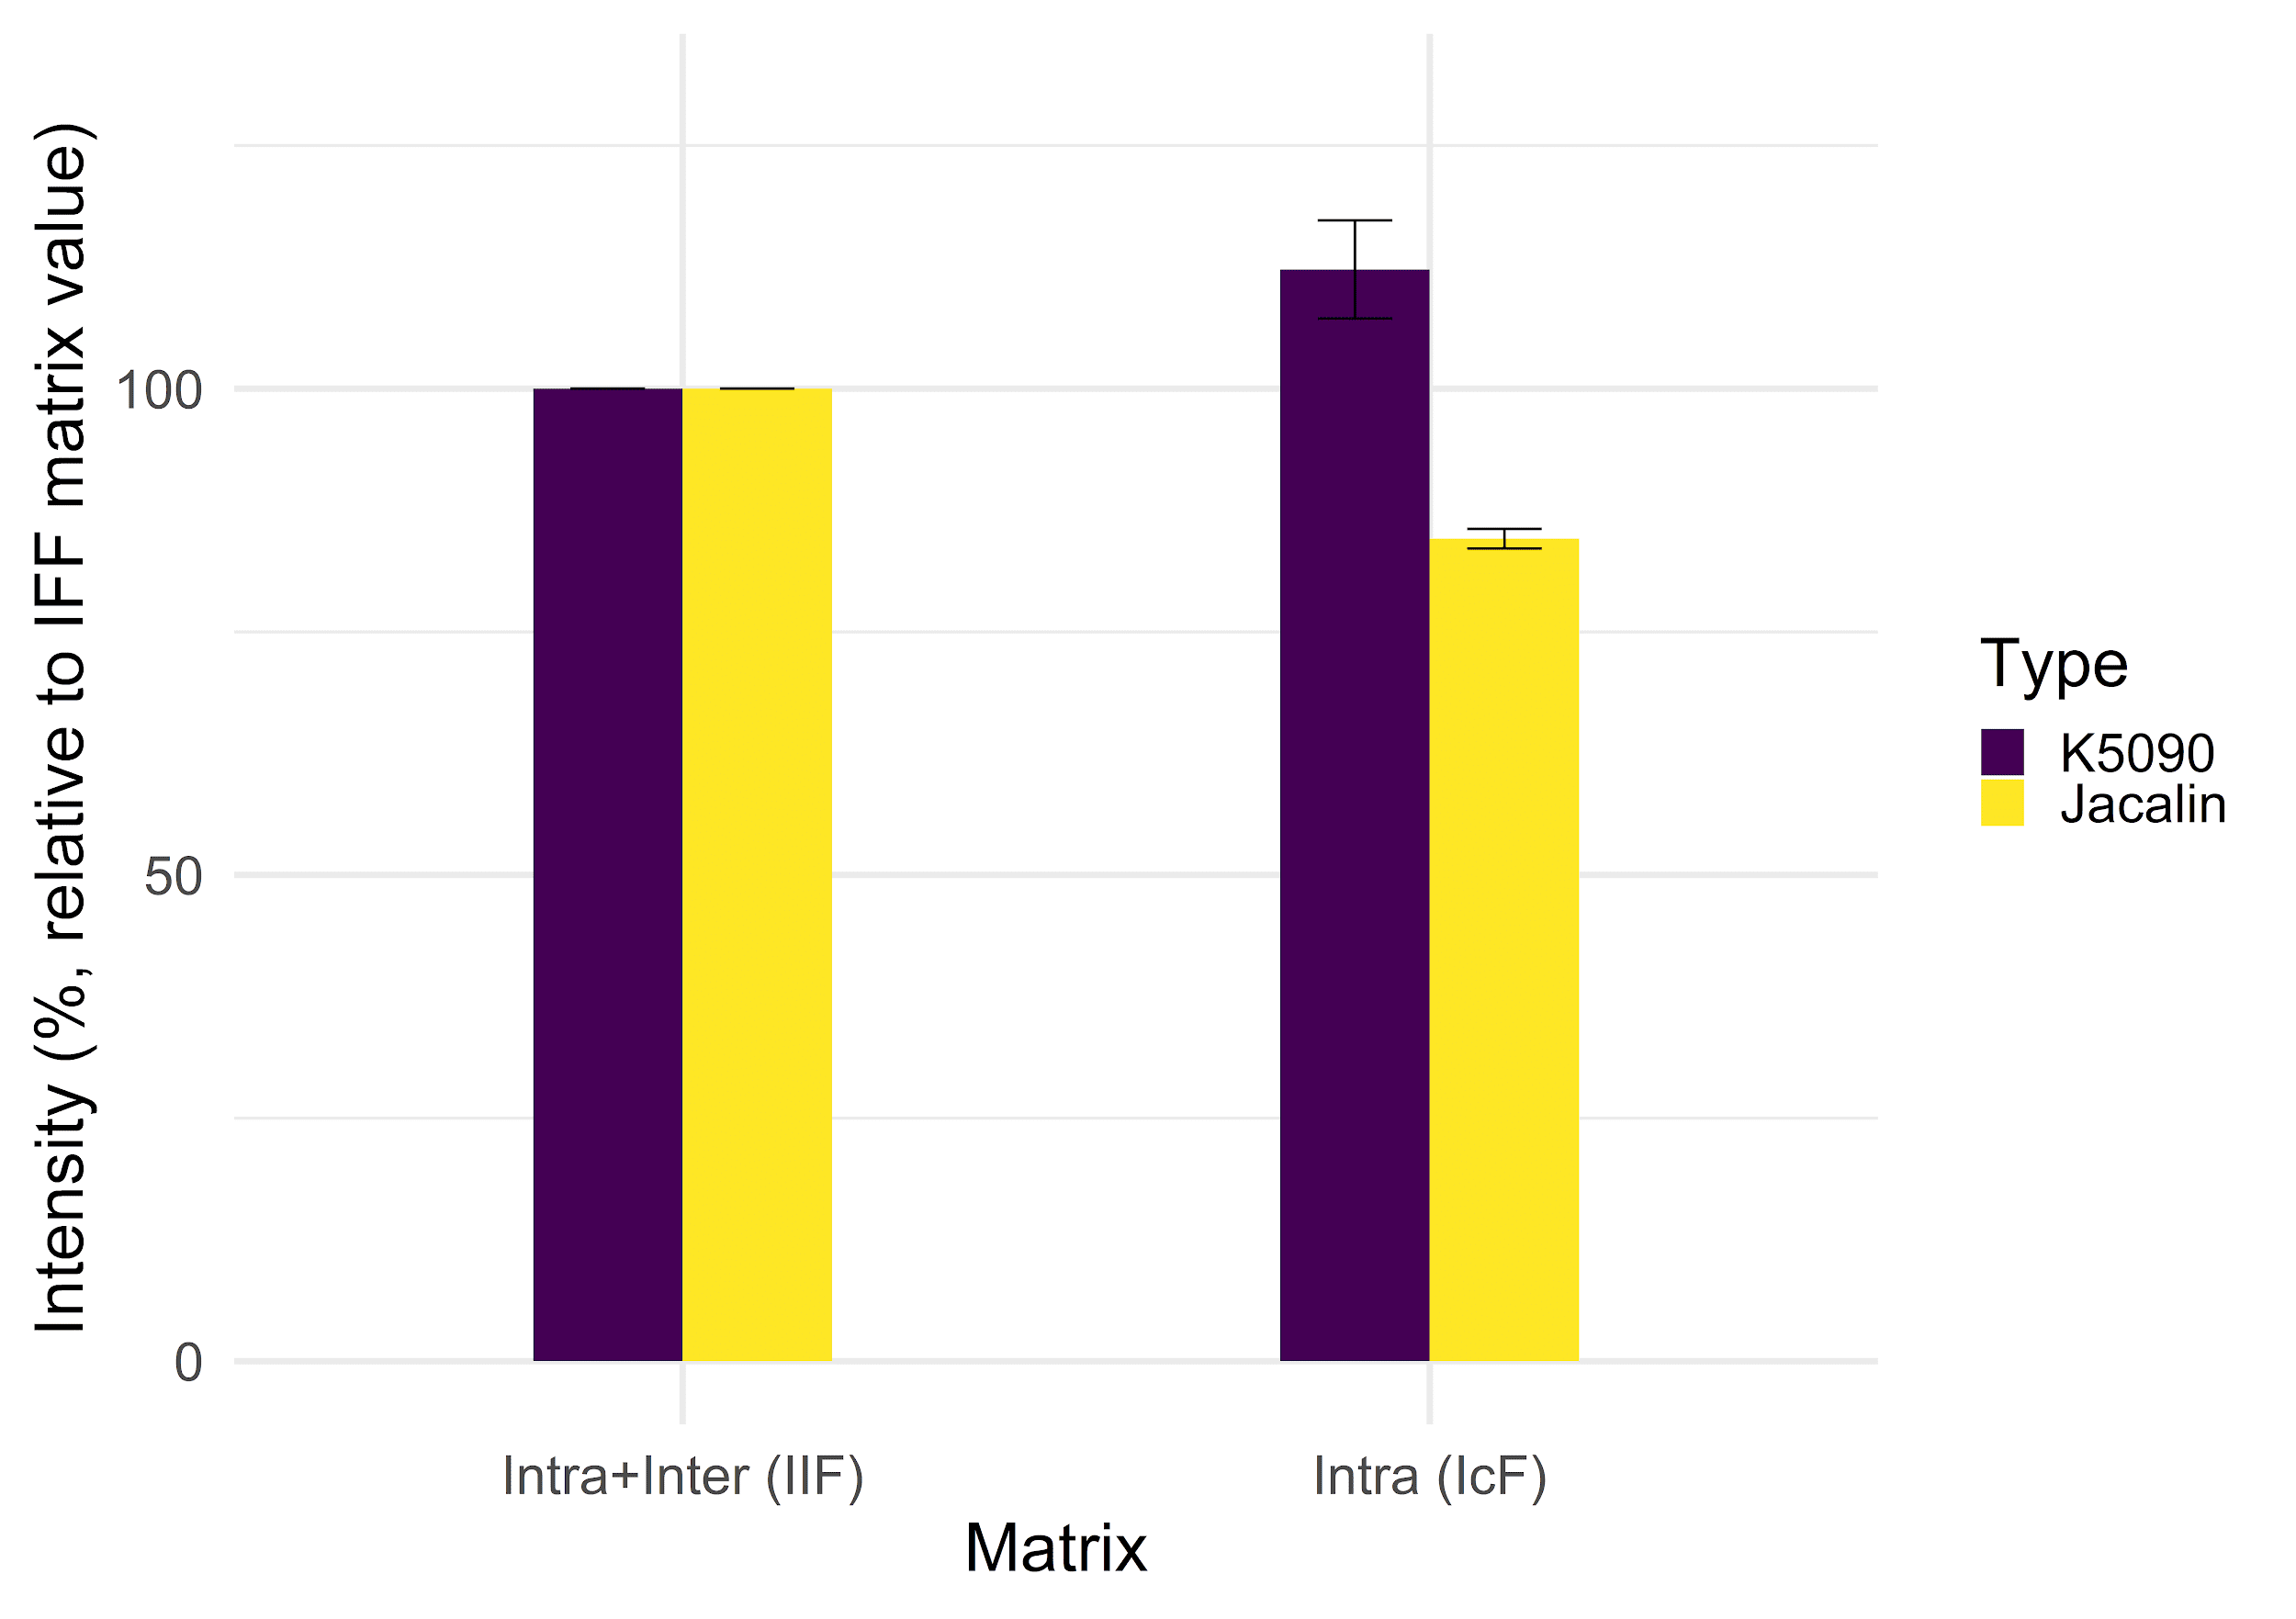 Intensity (%, relative to IFF matrix value)
100
50
0
Intra+Inter (IIF)
Intra (IcF)
Matrix
Type
K5090
Jacalin